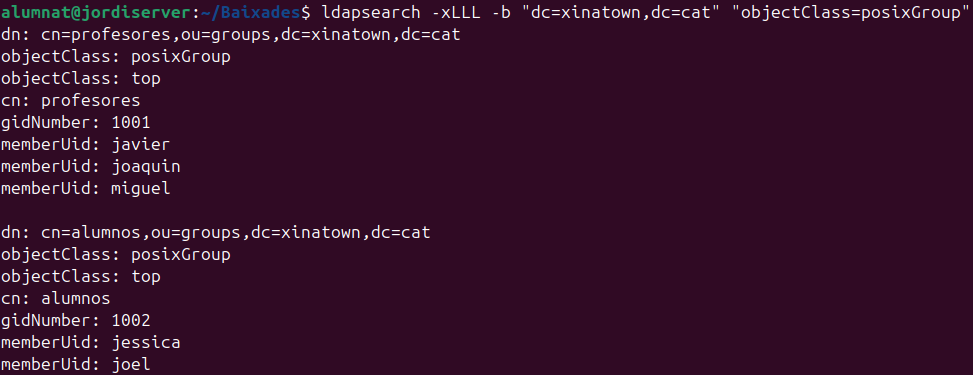 alumnat@jordiserver:~/Baixades$ ldapsearch -xLLL -b "dc=xinatown,dc=cat" "objectClass=posixGroup"
dn: cn=profesores,ou=groups,dc=xinatown,dc=cat
objectClass: posixGroup
objectClass: top
cn: profesores
gidNumber: 1001
memberUid: javier
memberUid: joaquin
memberUid: miguel

dn: cn=alumnos,ou=groups,dc=xinatown,dc=cat
objectClass: posixGroup
objectClass: top
cn: alumnos
gidNumber: 1002
memberUid: jessica
memberUid: joel